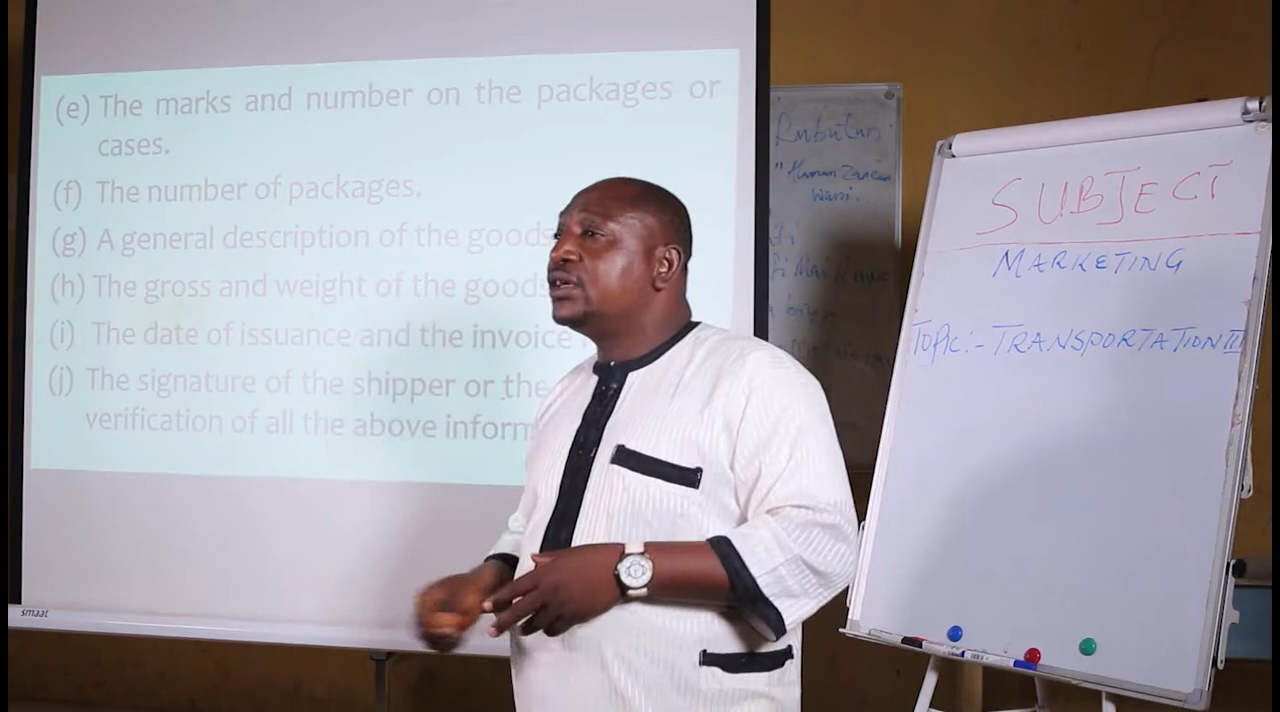 (e) The marks and number on the packages or
cases.
(f) The number of packages.
(g) A general description of the goods
(h) The gross and weight of the goods
(i) The date of issuance and the invoice
(j) The signature of the shipper or the
verification of all the above inform
smaat
Rubutun
SUBJECT
MARKETING
TOPIC:- TRANSPORTATION III